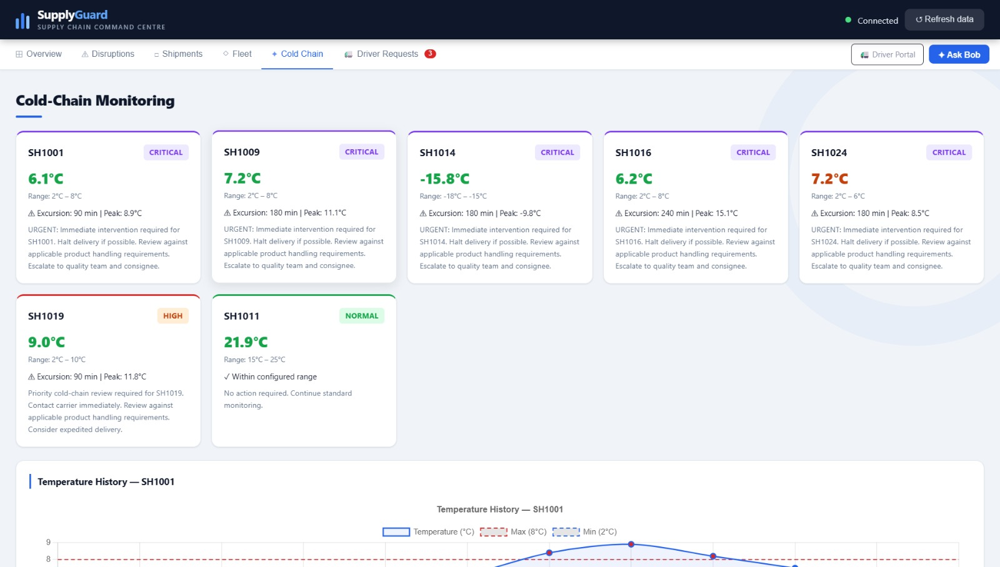 SupplyGuard
SUPPLY CHAIN COMMAND CENTRE
Connected
↺ Refresh data
Overview
Disruptions
Shipments
Fleet
Cold Chain
Driver Requests 3
Driver Portal
✦ Ask Bob
Cold-Chain Monitoring
SH1001 CRITICAL
6.1°C
Range: 2°C – 8°C
⚠ Excursion: 90 min | Peak: 8.9°C
URGENT: Immediate intervention required for
SH1001. Halt delivery if possible. Review against
applicable product handling requirements.
Escalate to quality team and consignee.
SH1009 CRITICAL
7.2°C
Range: 2°C – 8°C
⚠ Excursion: 180 min | Peak: 11.1°C
URGENT: Immediate intervention required for
SH1009. Halt delivery if possible. Review against
applicable product handling requirements.
Escalate to quality team and consignee.
SH1014 CRITICAL
-15.8°C
Range: -18°C – -15°C
⚠ Excursion: 180 min | Peak: -9.8°C
URGENT: Immediate intervention required for
SH1014. Halt delivery if possible. Review against
applicable product handling requirements.
Escalate to quality team and consignee.
SH1016 CRITICAL
6.2°C
Range: 2°C – 8°C
⚠ Excursion: 240 min | Peak: 15.1°C
URGENT: Immediate intervention required for
SH1016. Halt delivery if possible. Review against
applicable product handling requirements.
Escalate to quality team and consignee.
SH1024 CRITICAL
7.2°C
Range: 2°C – 6°C
⚠ Excursion: 180 min | Peak: 8.5°C
URGENT: Immediate intervention required for
SH1024. Halt delivery if possible. Review against
applicable product handling requirements.
Escalate to quality team and consignee.
SH1019 HIGH
9.0°C
Range: 2°C – 10°C
⚠ Excursion: 90 min | Peak: 11.8°C
Priority cold-chain review required for SH1019.
Contact carrier immediately. Review against
applicable product handling requirements.
Consider expedited delivery.
SH1011 NORMAL
21.9°C
Range: 15°C – 25°C
✓ Within configured range
No action required. Continue standard
monitoring.
Temperature History — SH1001
Temperature History — SH1001
Temperature (°C) Max (8°C) Min (2°C)
9
8